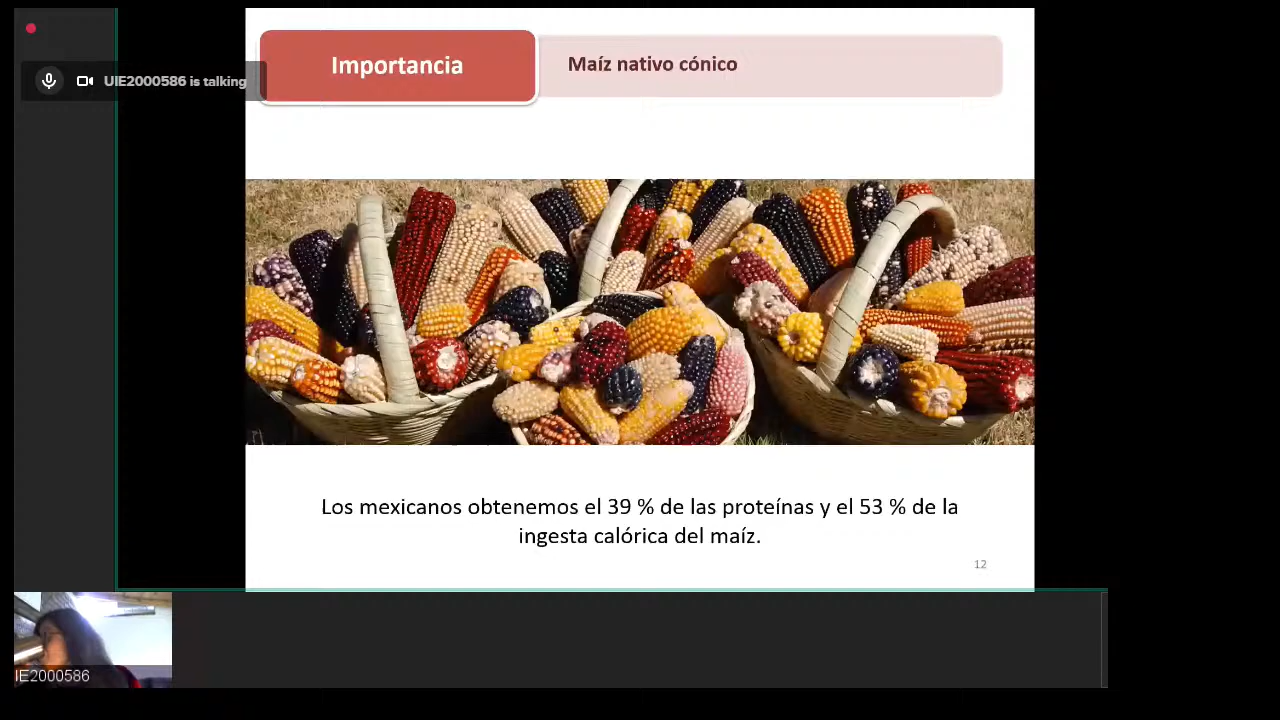 Importancia
Maíz nativo cónico
UIE2000586 is talking
Los mexicanos obtenemos el 39 % de las proteínas y el 53 % de la
ingesta calórica del maíz.
12
IE2000586